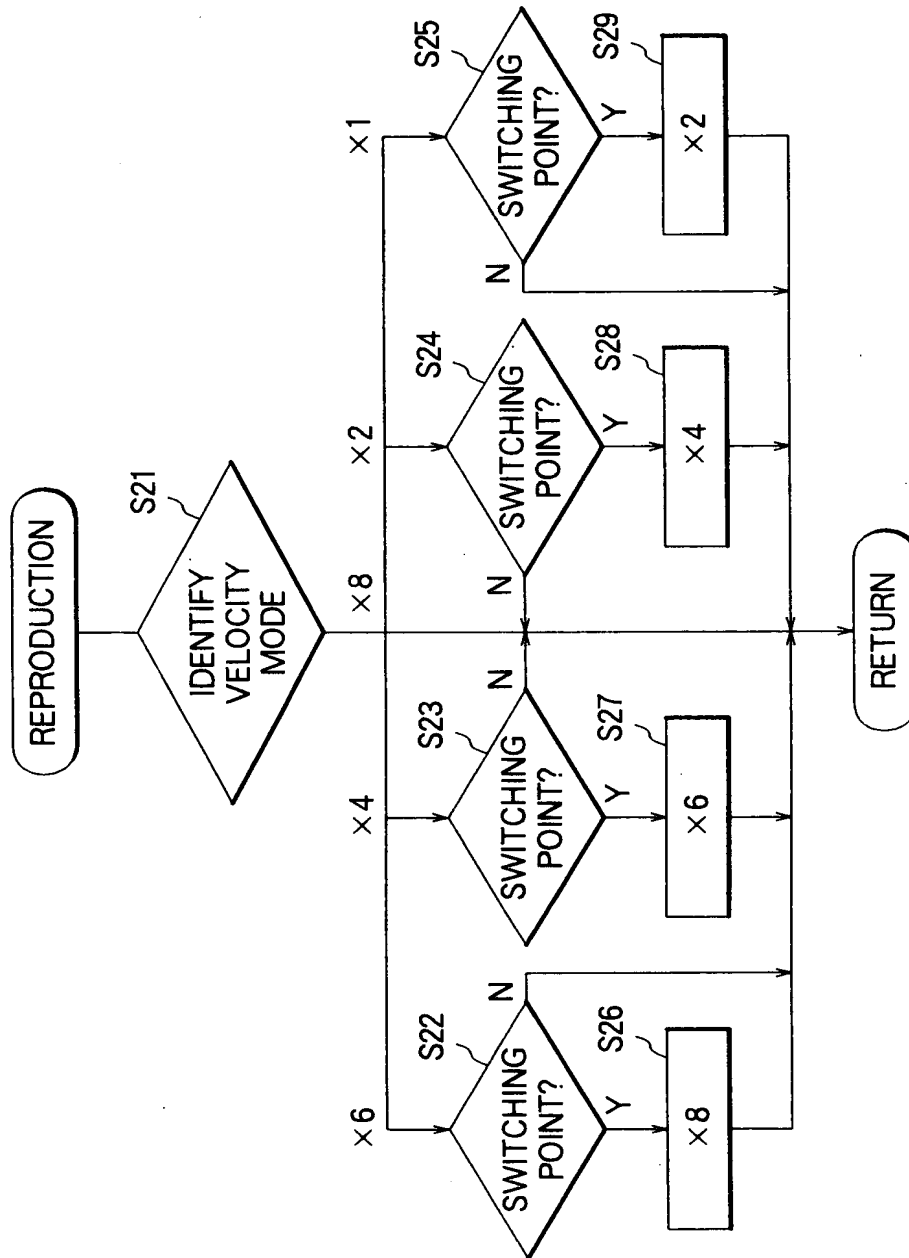 REPRODUCTION
S21
IDENTIFY
VELOCITY
MODE
×6
×4
×8
×2
×1
S22
SWITCHING
POINT?
N
Y
S23
SWITCHING
POINT?
N
Y
S24
SWITCHING
POINT?
N
Y
S25
SWITCHING
POINT?
N
Y
S26
×8
S27
×6
S28
×4
S29
×2
RETURN